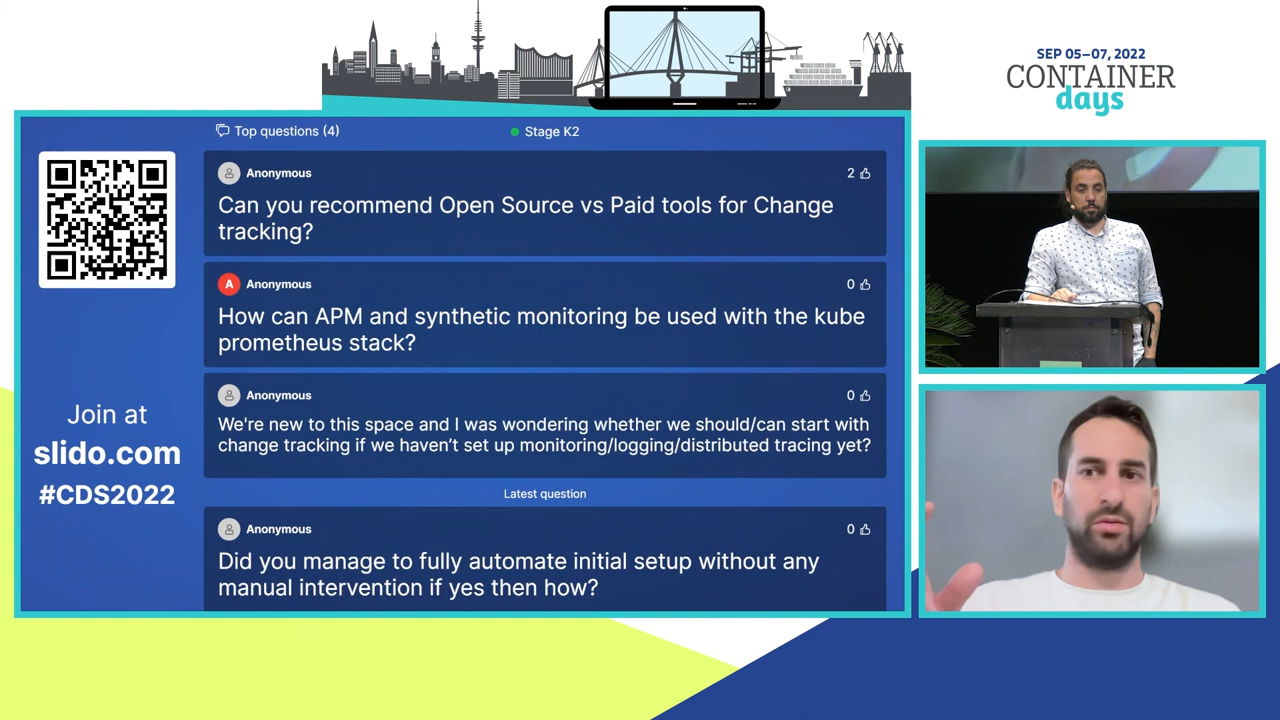 SEP 05–07, 2022
CONTAINER
days
Top questions (4)
Stage K2
Anonymous
2
Can you recommend Open Source vs Paid tools for Change
tracking?
A
Anonymous
0
How can APM and synthetic monitoring be used with the kube
prometheus stack?
Anonymous
0
We're new to this space and I was wondering whether we should/can start with
change tracking if we haven’t set up monitoring/logging/distributed tracing yet?
Latest question
Anonymous
0
Did you manage to fully automate initial setup without any
manual intervention if yes then how?
Join at
slido.com
#CDS2022